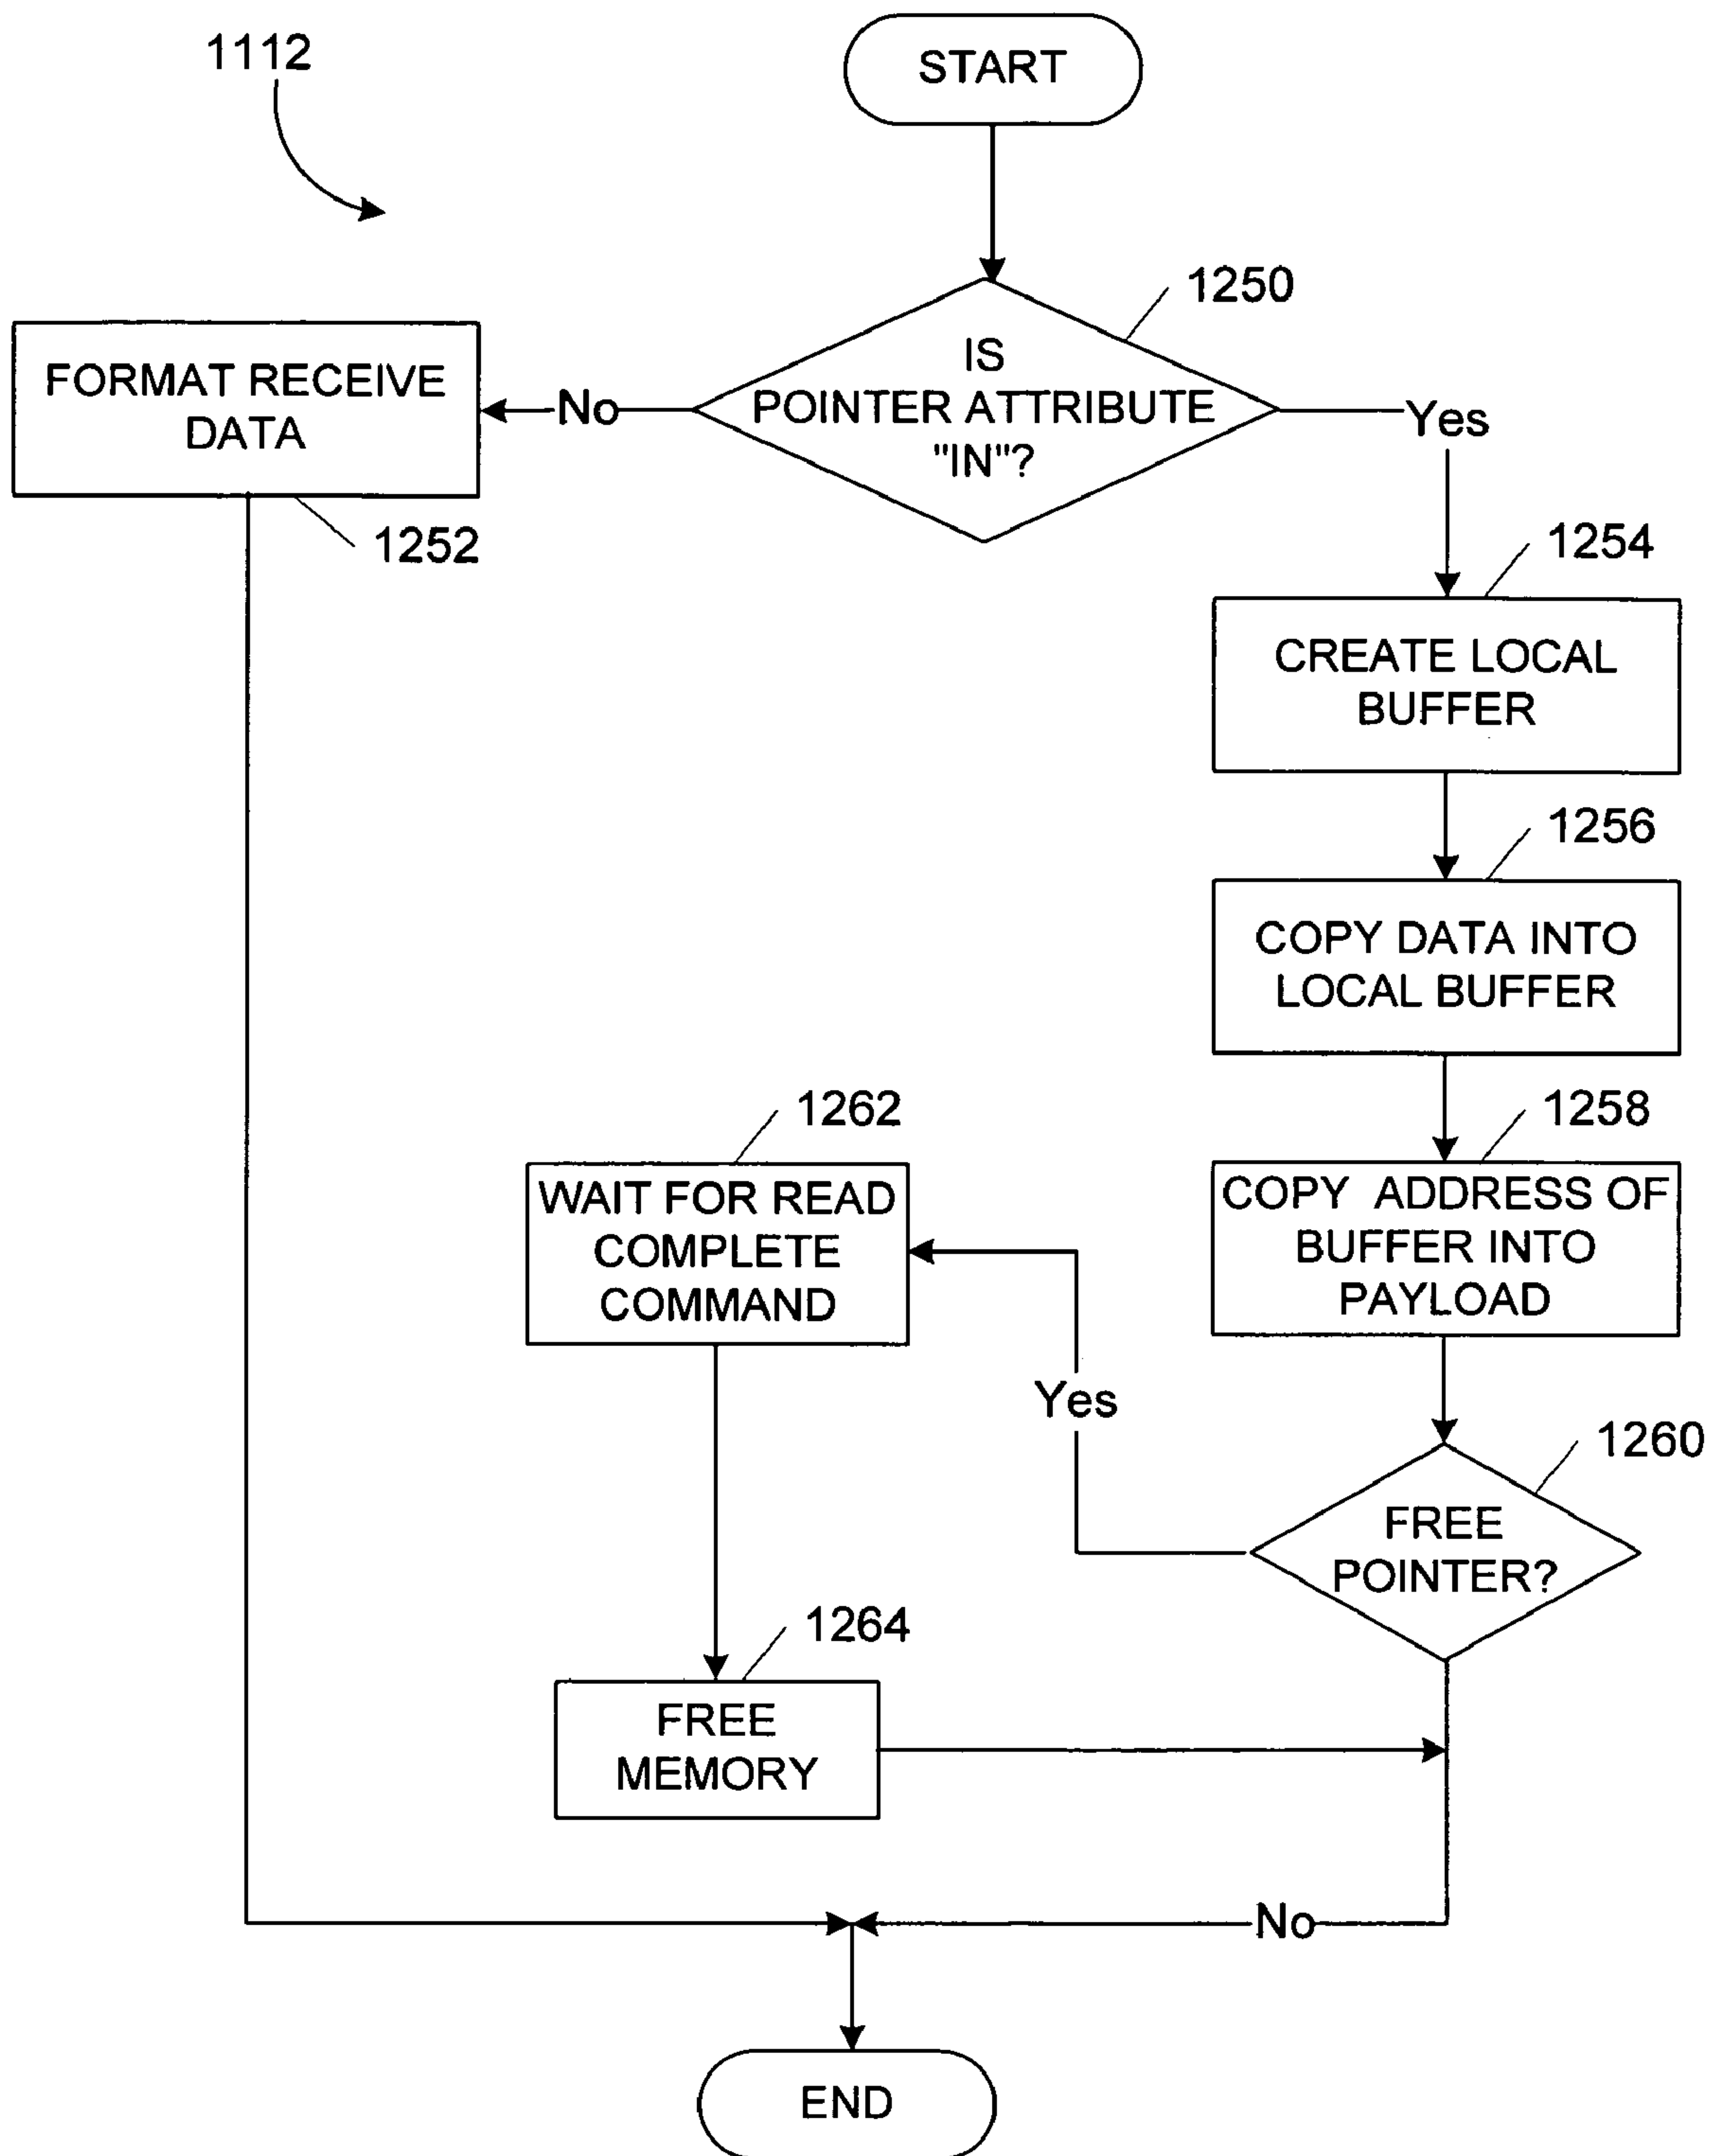 1112
START
1250
IS
POINTER ATTRIBUTE
"IN"?
No
Yes
FORMAT RECEIVE
DATA
1252
1254
CREATE LOCAL
BUFFER
1256
COPY DATA INTO
LOCAL BUFFER
1258
COPY ADDRESS OF
BUFFER INTO
PAYLOAD
1260
FREE
POINTER?
Yes
1262
WAIT FOR READ
COMPLETE
COMMAND
1264
FREE
MEMORY
No
END